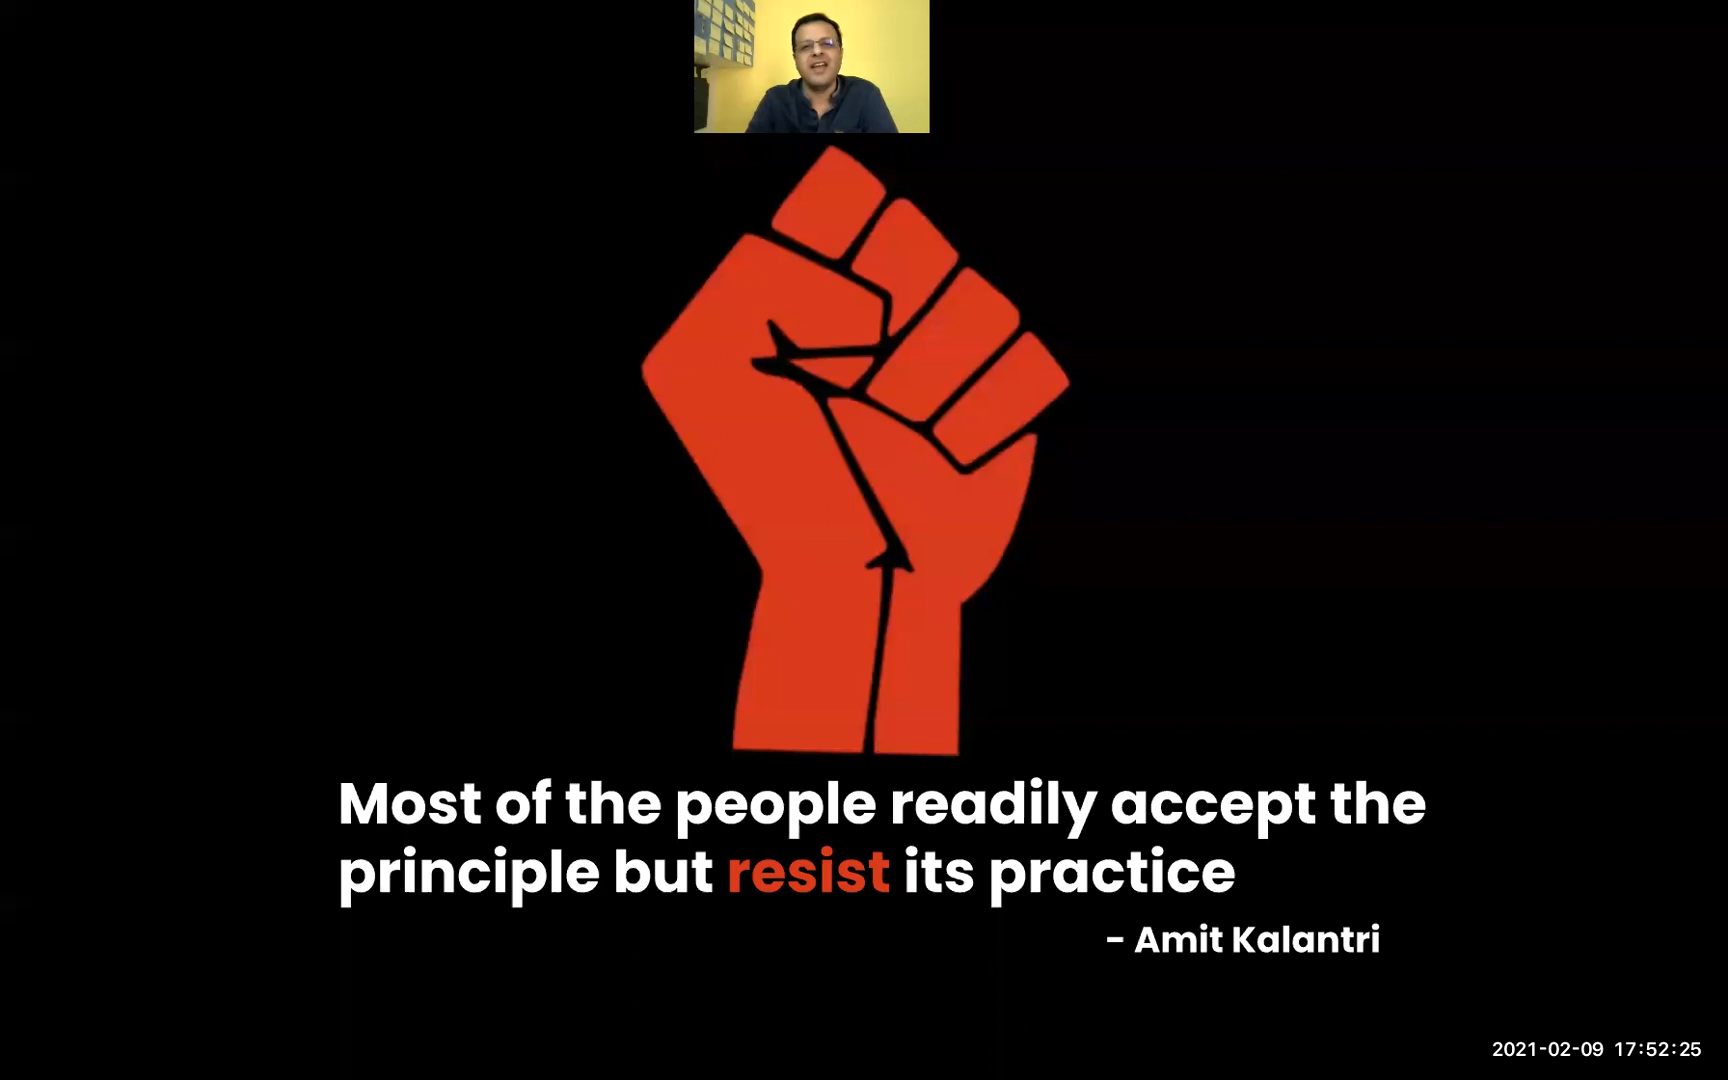 Most of the people readily accept the
principle but resist its practice
- Amit Kalantri
2021-02-09 17:52:25